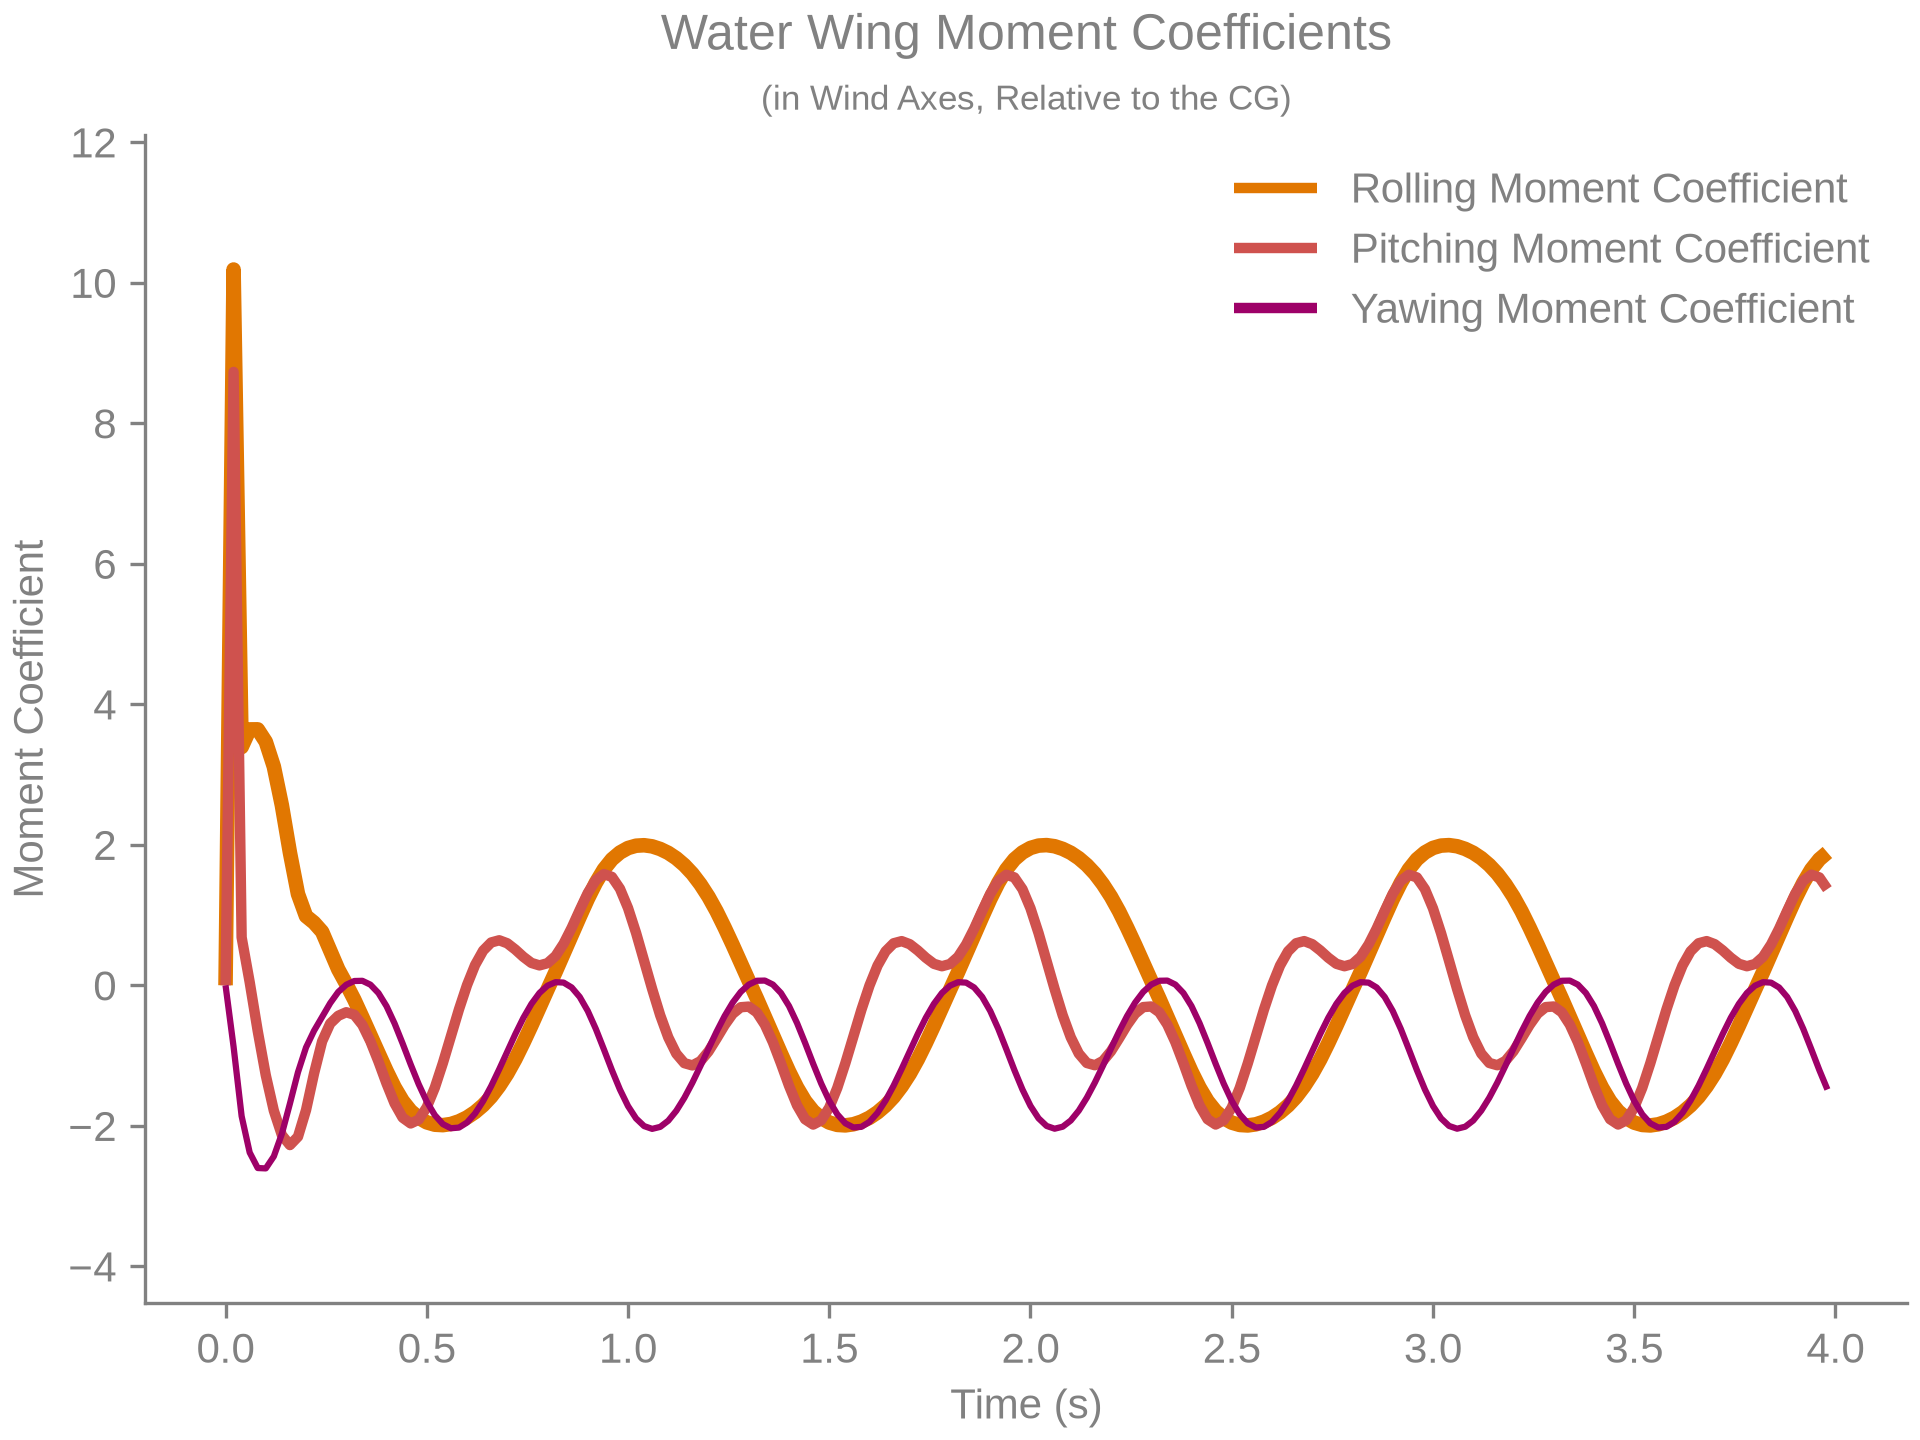 Water Wing Moment Coefficients
(in Wind Axes, Relative to the CG)
Rolling Moment Coefficient
Pitching Moment Coefficient
Yawing Moment Coefficient
Moment Coefficient
12
10
8
6
4
2
0
−2
−4
0.0 0.5 1.0 1.5 2.0 2.5 3.0 3.5 4.0
Time (s)